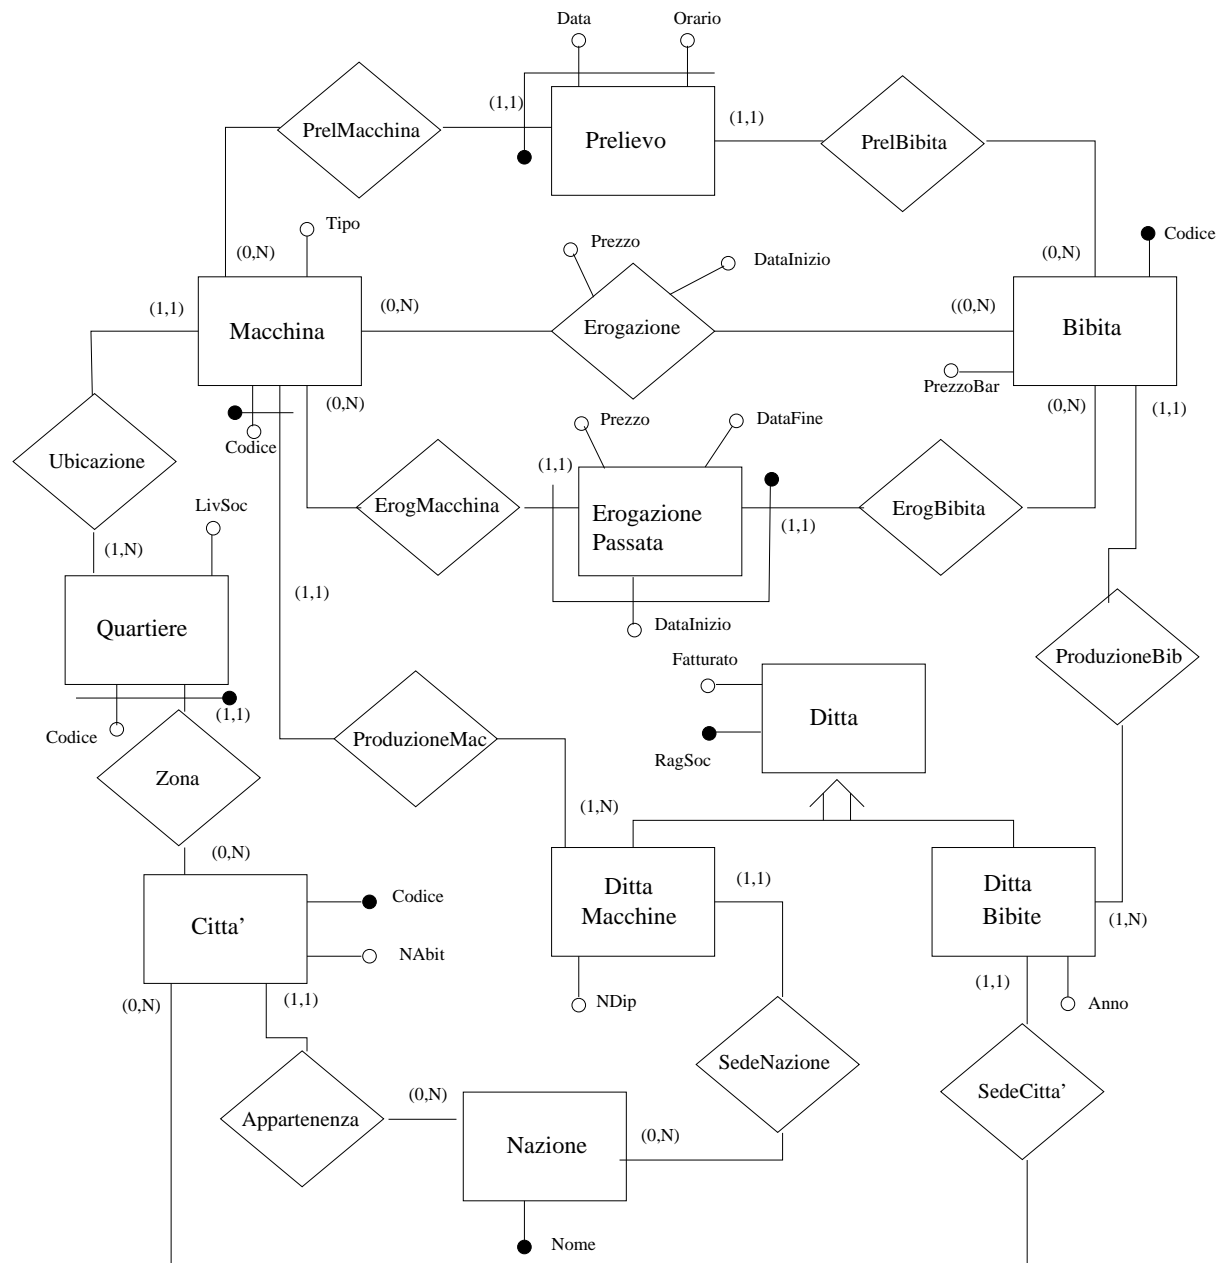 Data
Orario
(1,1)
PrelMacchina
Prelievo
(1,1)
PrelBibita
Tipo
(0,N)
Prezzo
DataInizio
(0,N)
Codice
(1,1)
Macchina
(0,N)
Erogazione
((0,N)
Bibita
PrezzoBar
(0,N)
Codice
(0,N)
(1,1)
Prezzo
DataFine
Ubicazione
(1,1)
ErogMacchina
Erogazione
Passata
(1,1)
ErogBibita
LivSoc
(1,N)
(1,1)
Quartiere
DataInizio
ProduzioneBib
Fatturato
Ditta
RagSoc
(1,1)
Codice
Zona
ProduzioneMac
(1,N)
(0,N)
Citta'
Codice
NAbit
Ditta
Macchine
(1,1)
Ditta
Bibite
(1,N)
(0,N)
(1,1)
NDip
(1,1)
Anno
SedeNazione
SedeCitta'
Appartenenza
(0,N)
Nazione
(0,N)
Nome